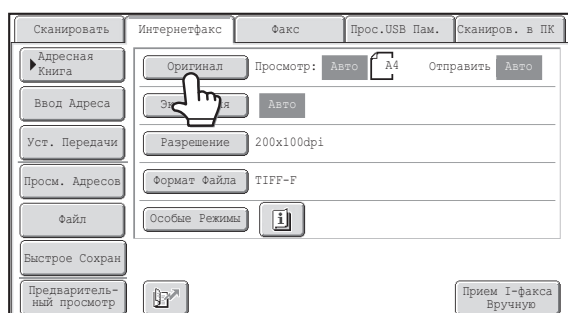 Сканировать
Интернетфакс
Факс
Прос.USB Пам.
Сканиров. в ПК
Адресная
Книга
Оригинал
Просмотр:
Авто
A4
Отправить
Авто
Ввод Адреса
Авто
Уст. Передачи
Разрешение
200x100dpi
Просм. Адресов
Формат Файла
TIFF-F
Файл
Особые Режимы
Быстрое Сохран
Предваритель-
ный просмотр
Прием I-факса
Вручную